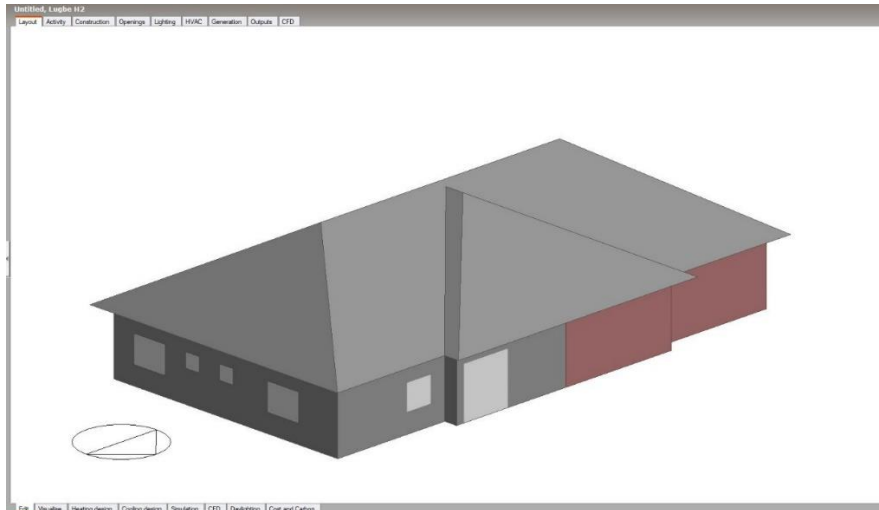 Untitled, Lugbe H2
Layout Activity Construction Openings Lighting HVAC Generation Outputs CFD
Edit Visualise Heating design Cooling design Simulation CFD Daylighting Cost and Carbon